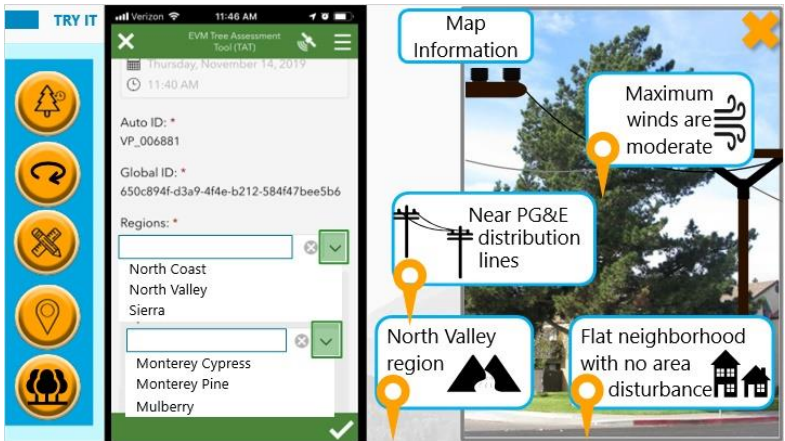 TRY IT
Verizon
11:46 AM
EVM Tree Assessment
Tool (TAT)
Thursday, November 14, 2019
11:40 AM
Auto ID: *
VP_006881
Global ID: *
650c894f-d3a9-4f4e-b212-584f47bee5b6
Regions: *
North Coast
North Valley
Sierra
Monterey Cypress
Monterey Pine
Mulberry
Map
Information
Maximum
winds are
moderate
Near PG&E
distribution
lines
North Valley
region
Flat neighborhood
with no area
disturbance